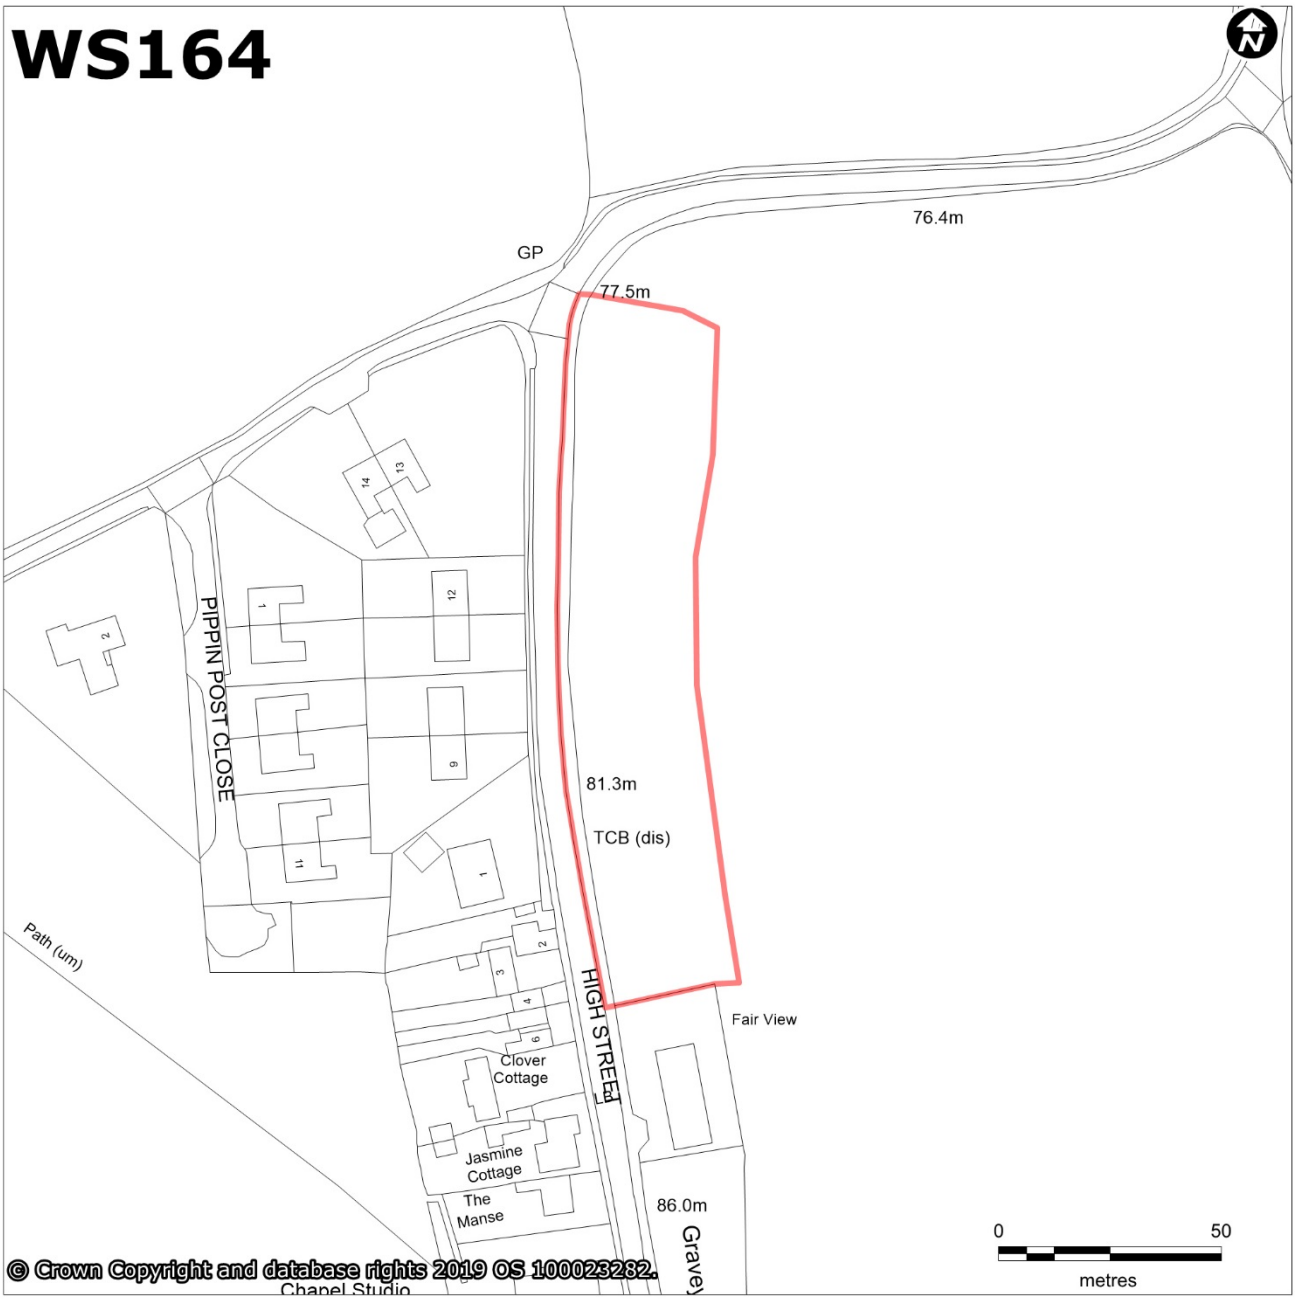 WS164
N
76.4m
GP
77.5m
13
14
12
1
2
PIPPIN POST CLOSE
9
81.3m
TCB (dis)
11
1
Path (um)
2
3
4
6
HIGH STREET
Fair View
Clover
Cottage
LB
Jasmine
Cottage
The
Manse
86.0m
Gravey
0 50
metres
© Crown Copyright and database rights 2019 OS 100023282.
Chapel Studio